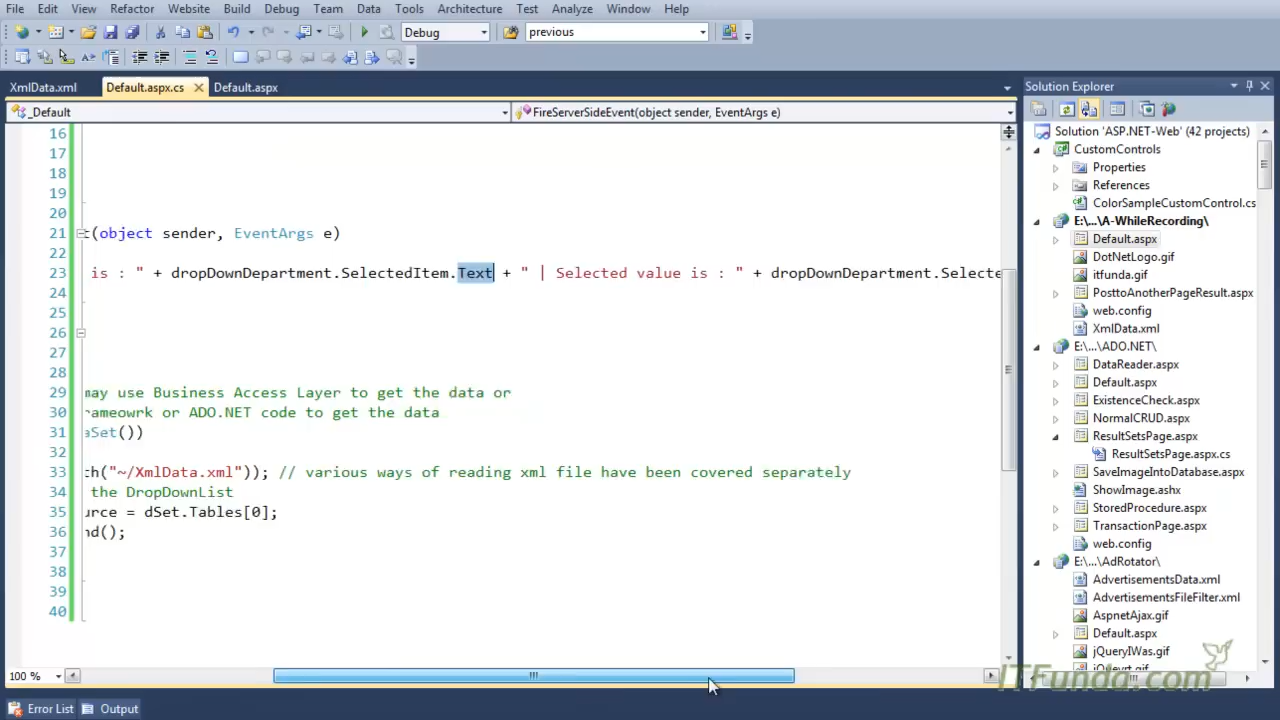 File Edit View Refactor Website Build Debug Team Data Tools Architecture Test Analyze Window Help
Debug previous
XmlData.xml Default.aspx.cs Default.aspx
_Default FireServerSideEvent(object sender, EventArgs e)
16
17
18
19
20
21 t(object sender, EventArgs e)
22
23 is : " + dropDownDepartment.SelectedItem.Text + " | Selected value is : " + dropDownDepartment.Selecte
24
25
26
27
28
29 may use Business Access Layer to get the data or
30 rameowrk or ADO.NET code to get the data
31 aSet())
32
33 ch("~/XmlData.xml")); // various ways of reading xml file have been covered separately
34 the DropDownList
35 urce = dSet.Tables[0];
36 nd();
37
38
39
40
100 %
Error List Output
Solution Explorer
Solution 'ASP.NET-Web' (42 projects)
CustomControls
Properties
References
ColorSampleCustomControl.cs
E:\...\A-WhileRecording\
Default.aspx
DotNetLogo.gif
itfunda.gif
PosttoAnotherPageResult.aspx
web.config
XmlData.xml
E:\...\ADO.NET\
DataReader.aspx
Default.aspx
ExistenceCheck.aspx
NormalCRUD.aspx
ResultSetsPage.aspx
ResultSetsPage.aspx.cs
SaveImageIntoDatabase.aspx
ShowImage.ashx
StoredProcedure.aspx
TransactionPage.aspx
web.config
E:\...\AdRotator\
AdvertisementsData.xml
AdvertisementsFileFilter.xml
AspnetAjax.gif
Default.aspx
jQueryIWas.gif
ITFunda.com